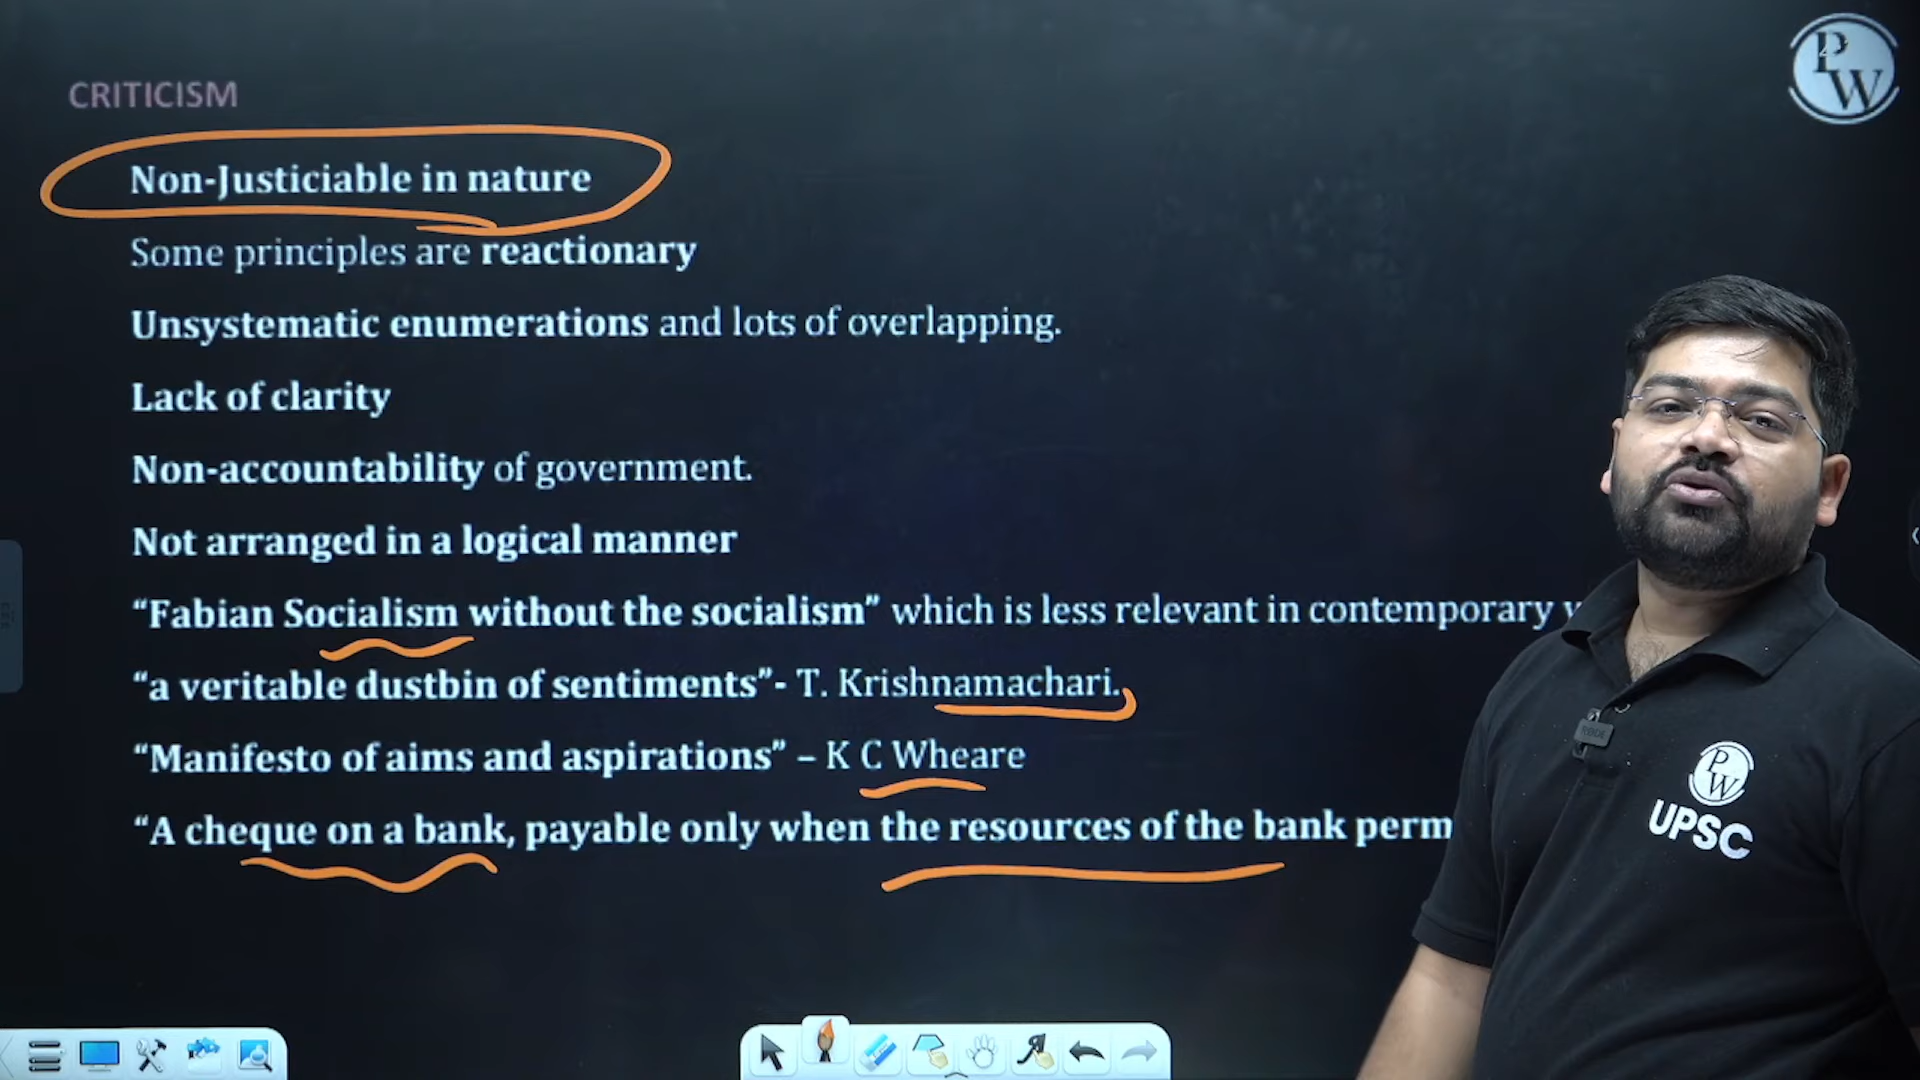 CRITICISM
Non-Justiciable in nature
Some principles are reactionary
Unsystematic enumerations and lots of overlapping.
Lack of clarity
Non-accountability of government.
Not arranged in a logical manner
“Fabian Socialism without the socialism” which is less relevant in contemporary
“a veritable dustbin of sentiments”- T. Krishnamachari.
“Manifesto of aims and aspirations” – K C Wheare
“A cheque on a bank, payable only when the resources of the bank perm
PW
PW
UPSC
RODE